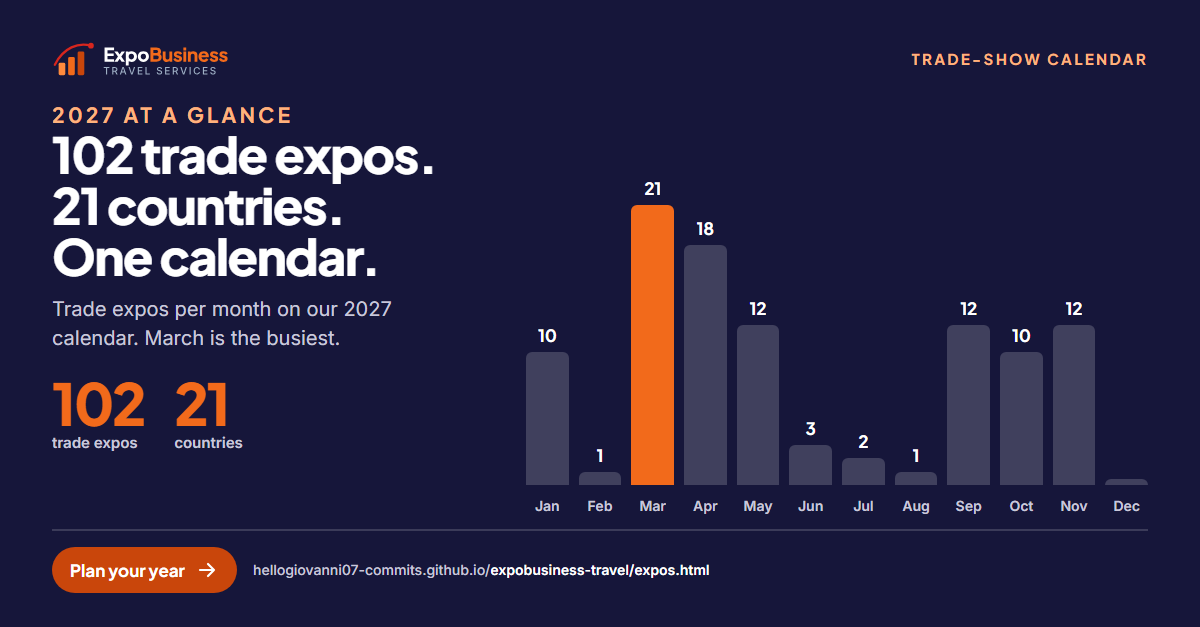 ExpoBusiness
TRAVEL SERVICES
TRADE-SHOW CALENDAR
2027 AT A GLANCE
102 trade expos.
21 countries.
One calendar.
Trade expos per month on our 2027
calendar. March is the busiest.
102 21
trade expos countries
10 1 21 18 12 3 2 1 12 10 12
Jan Feb Mar Apr May Jun Jul Aug Sep Oct Nov Dec
Plan your year →
hellogiovanni07-commits.github.io/expobusiness-travel/expos.html